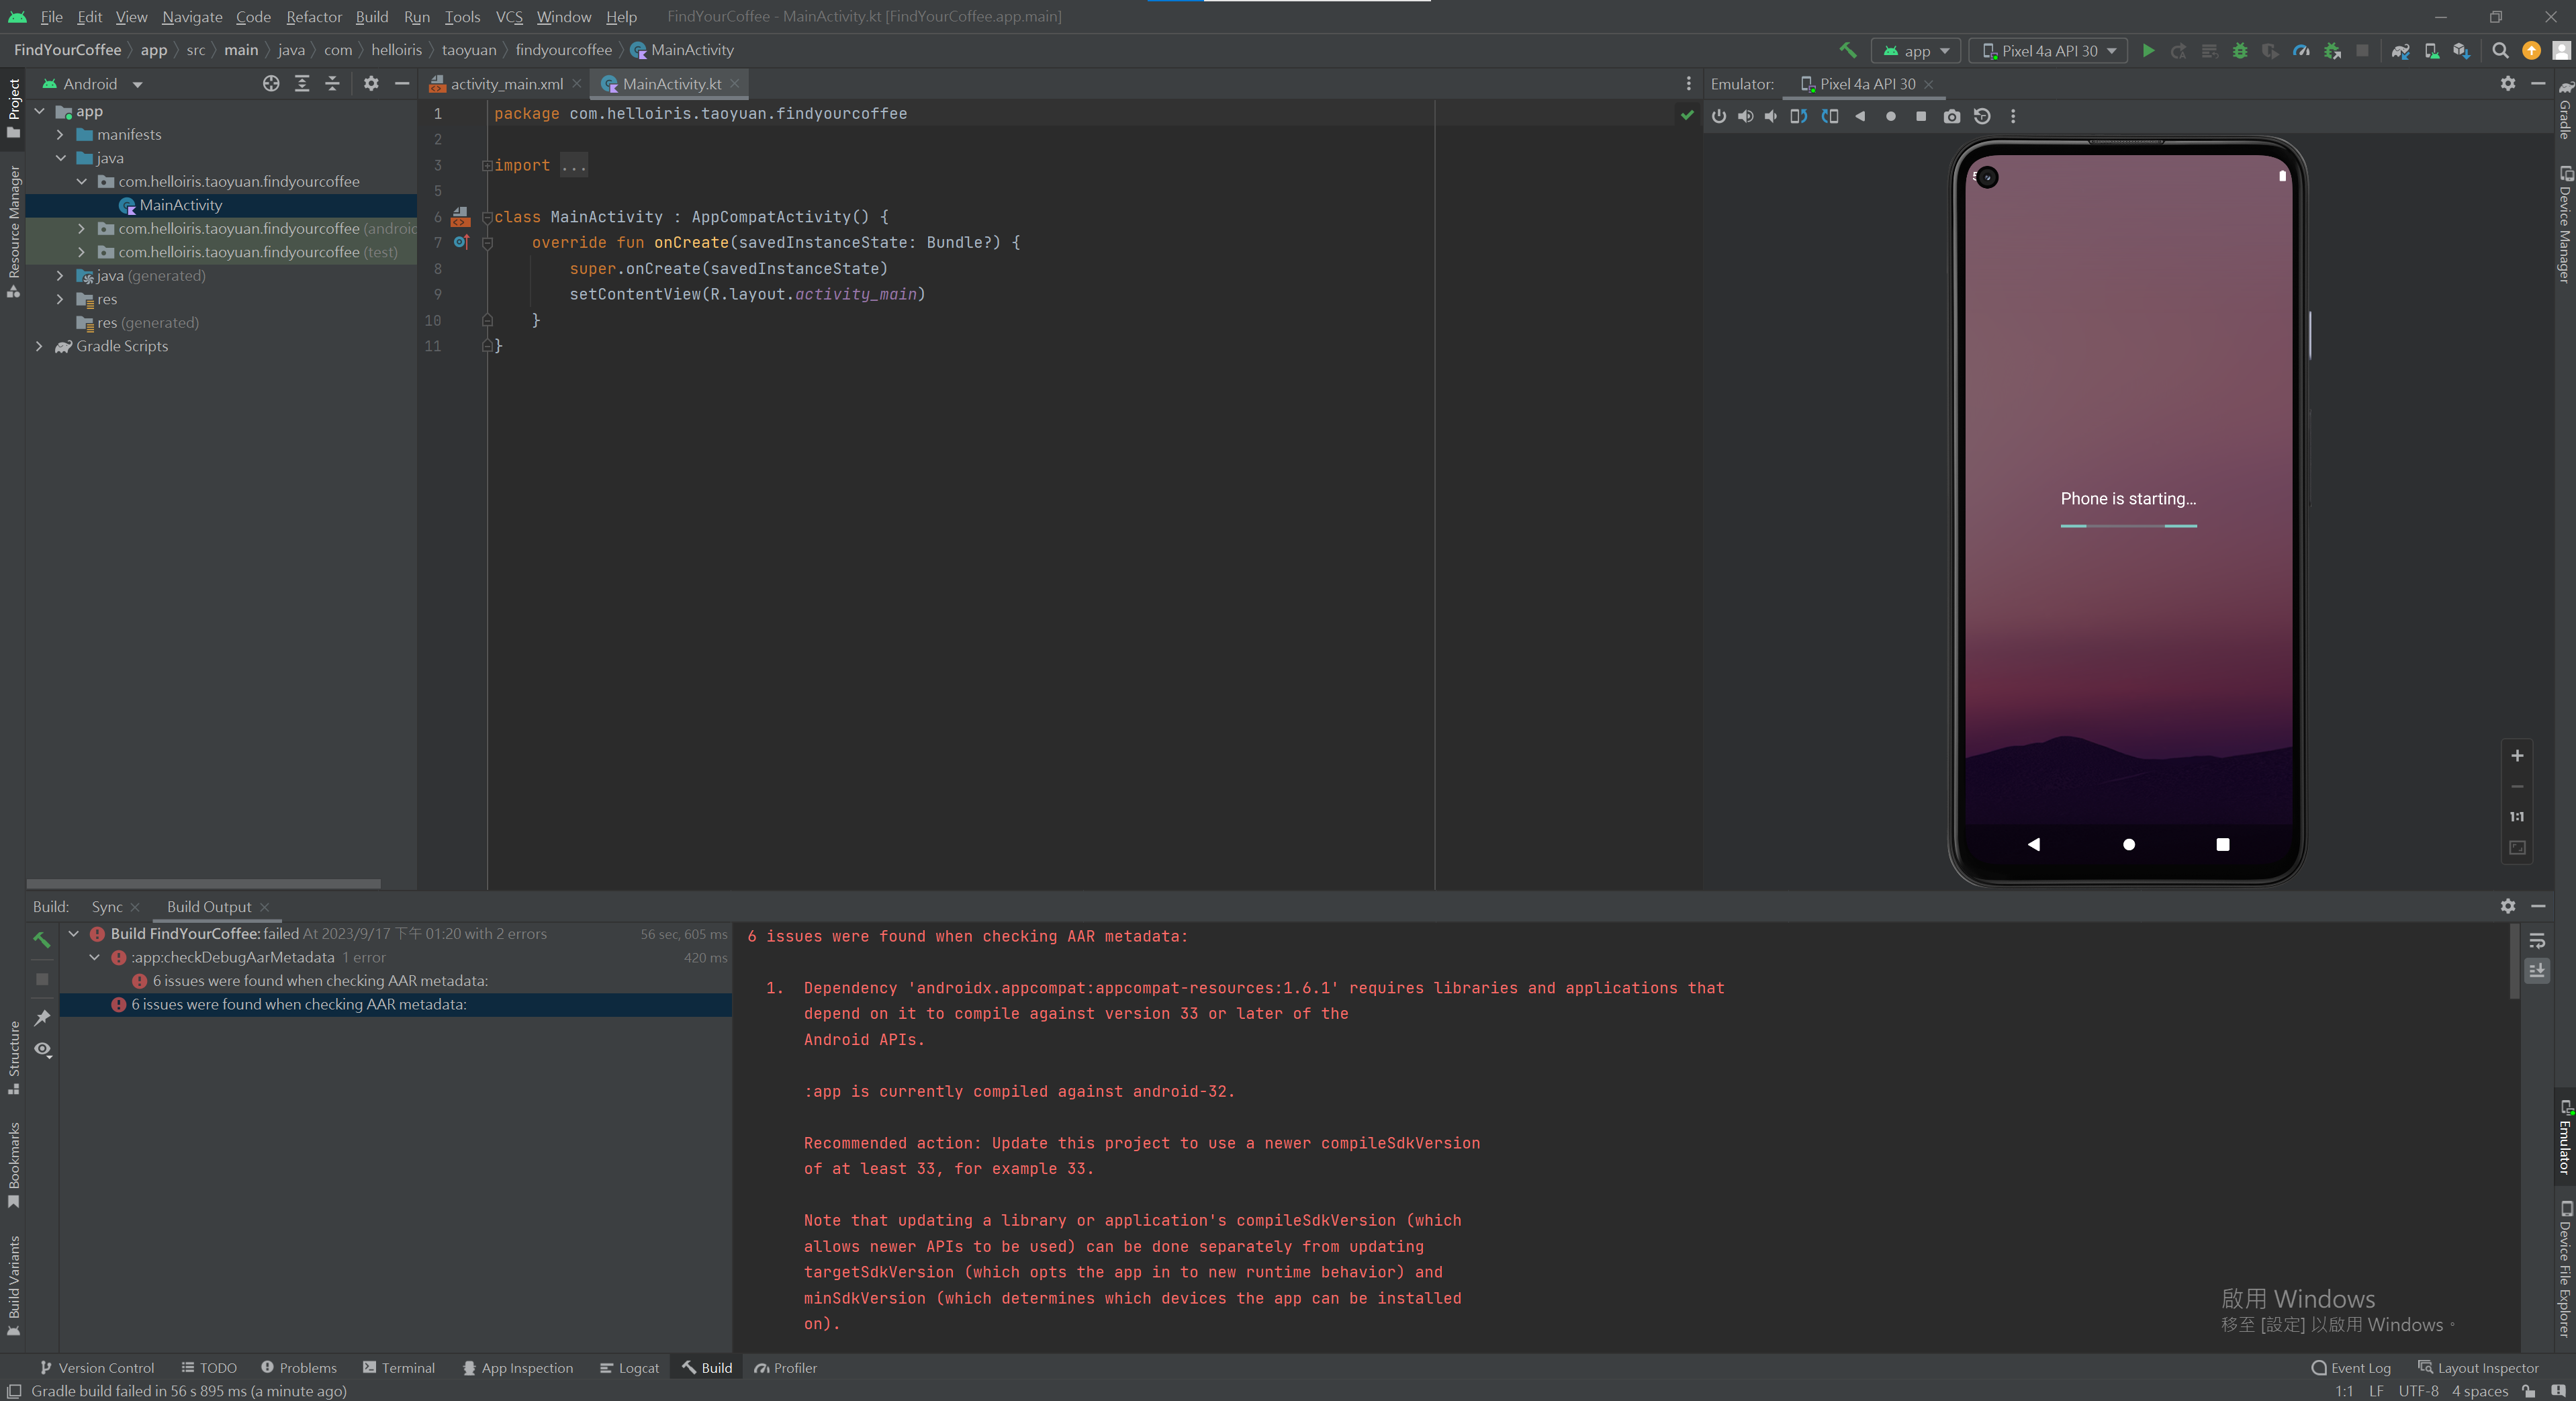 File Edit View Navigate Code Refactor Build Run Tools VCS Window Help FindYourCoffee - MainActivity.kt [FindYourCoffee.app.main]
FindYourCoffee app src main java com helloiris taoyuan findyourcoffee MainActivity
app
Pixel 4a API 30
Project
Resource Manager
Structure
Bookmarks
Build Variants
Android
app
manifests
java
com.helloiris.taoyuan.findyourcoffee
MainActivity
com.helloiris.taoyuan.findyourcoffee (androic
com.helloiris.taoyuan.findyourcoffee (test)
java (generated)
res
res (generated)
Gradle Scripts
activity_main.xml
MainActivity.kt
1 package com.helloiris.taoyuan.findyourcoffee
2
3 import ...
5
6 class MainActivity : AppCompatActivity() {
7 override fun onCreate(savedInstanceState: Bundle?) {
8 super.onCreate(savedInstanceState)
9 setContentView(R.layout.activity_main)
10 }
11 }
Emulator: Pixel 4a API 30
Phone is starting...
1:1
Gradle
Device Manager
Emulator
Device File Explorer
Build: Sync Build Output
Build FindYourCoffee: failed At 2023/9/17 下午 01:20 with 2 errors 56 sec, 605 ms
:app:checkDebugAarMetadata 1 error 420 ms
6 issues were found when checking AAR metadata:
6 issues were found when checking AAR metadata:
6 issues were found when checking AAR metadata:
1. Dependency 'androidx.appcompat:appcompat-resources:1.6.1' requires libraries and applications that
depend on it to compile against version 33 or later of the
Android APIs.
:app is currently compiled against android-32.
Recommended action: Update this project to use a newer compileSdkVersion
of at least 33, for example 33.
Note that updating a library or application's compileSdkVersion (which
allows newer APIs to be used) can be done separately from updating
targetSdkVersion (which opts the app in to new runtime behavior) and
minSdkVersion (which determines which devices the app can be installed
on).
啟用 Windows
移至 [設定] 以啟用 Windows。
Version Control TODO Problems Terminal App Inspection Logcat Build Profiler
Event Log Layout Inspector
Gradle build failed in 56 s 895 ms (a minute ago)
1:1 LF UTF-8 4 spaces